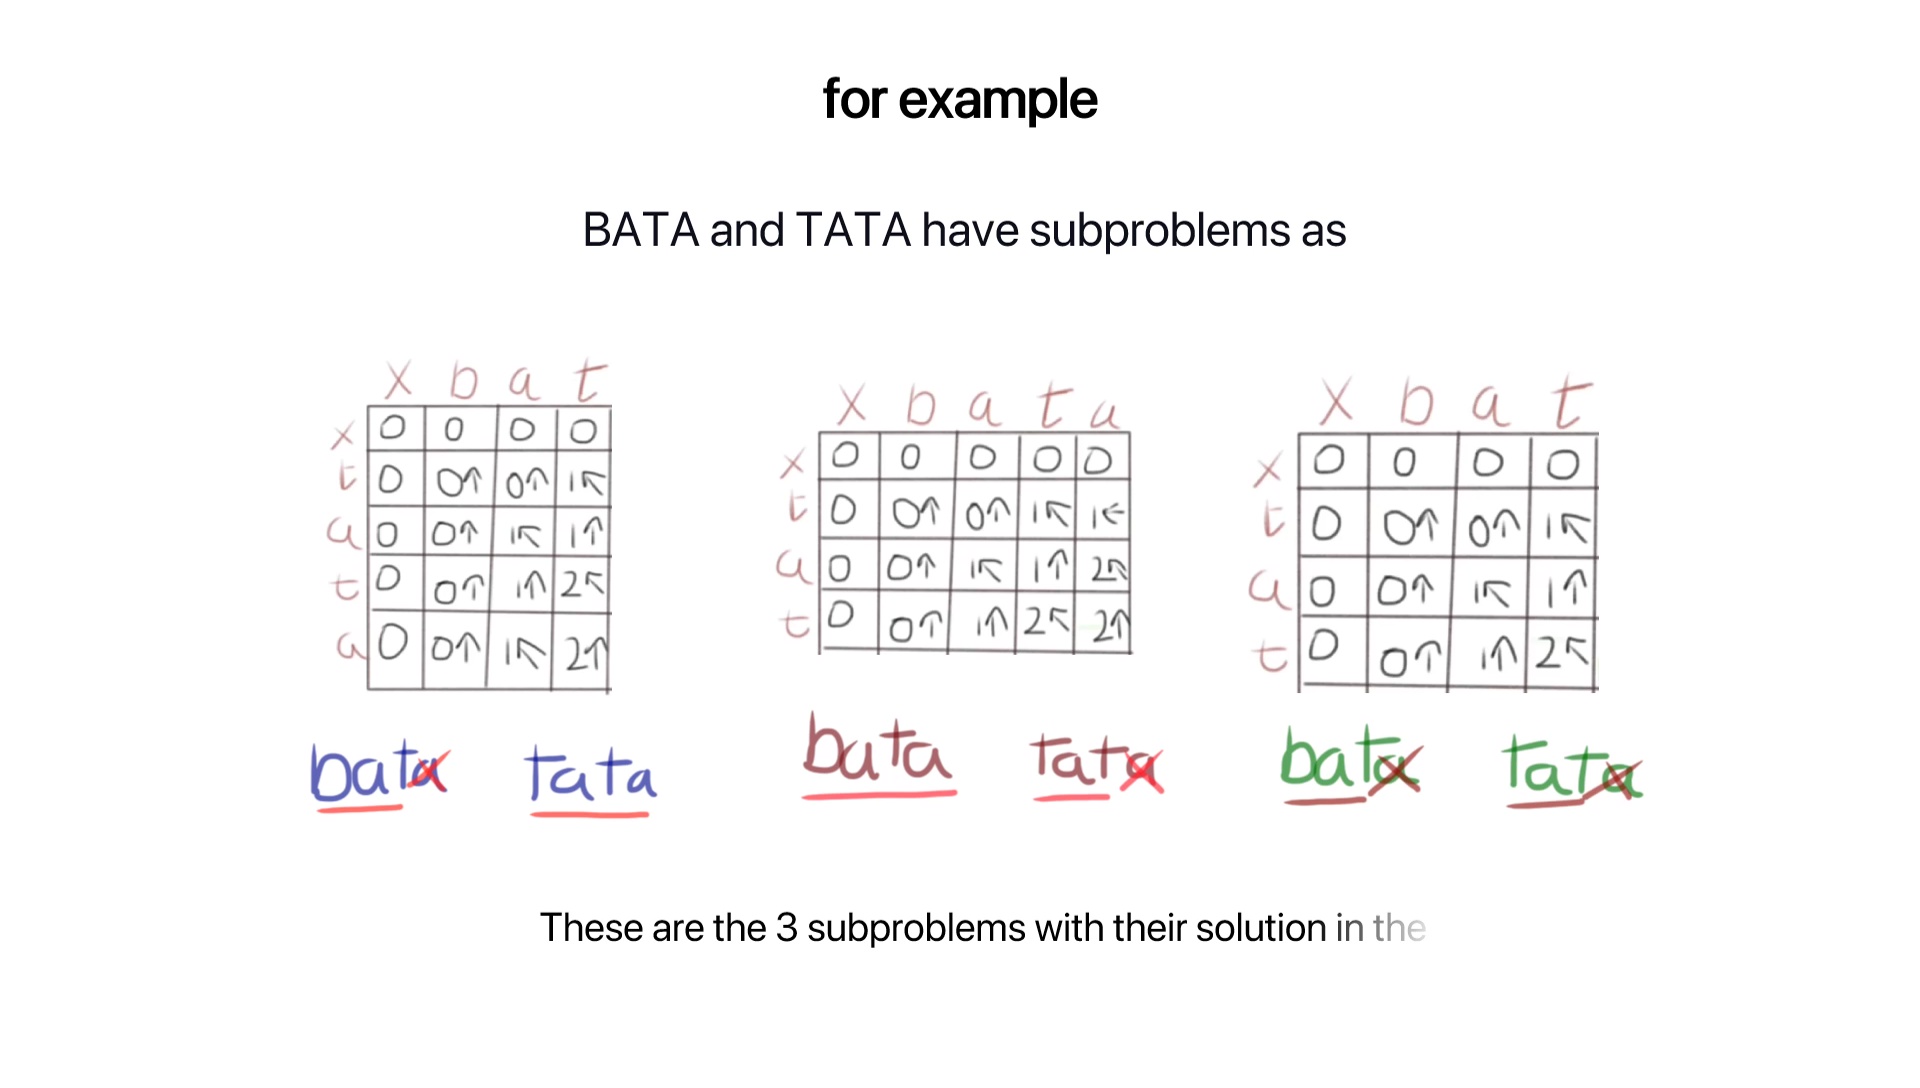 for example
BATA and TATA have subproblems as
x b a t
x 0 0 0 0
t 0 0↑ 0↑ 1↖
a 0 0↑ 1↖ 1↑
t 0 0↑ 1↑ 2↖
a 0 0↑ 1↖ 2↑
bata tata
x b a t a
x 0 0 0 0 0
t 0 0↑ 0↑ 1↖ 1←
a 0 0↑ 1↖ 1↑ 2↖
t 0 0↑ 1↑ 2↖ 2↑
bata tata
x b a t
x 0 0 0 0
t 0 0↑ 0↑ 1↖
a 0 0↑ 1↖ 1↑
t 0 0↑ 1↑ 2↖
bata tata
These are the 3 subproblems with their solution in the